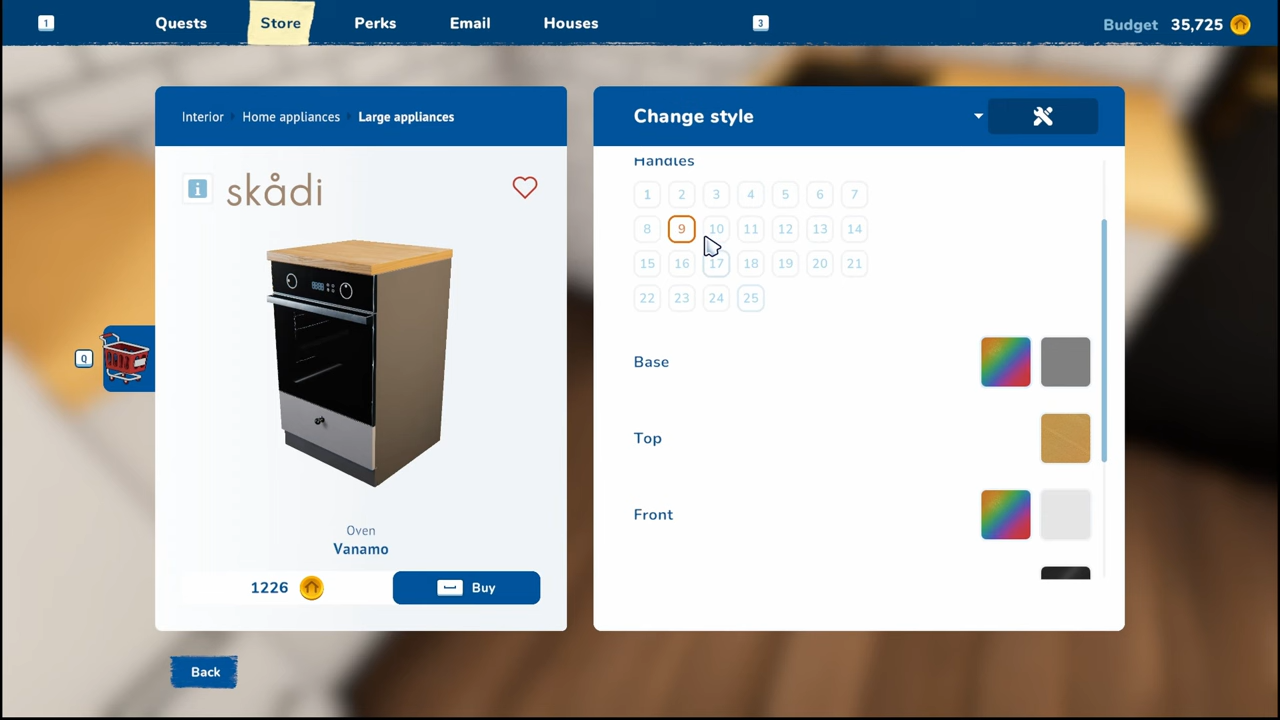 1 Quests Store Perks Email Houses 3 Budget 35,725
Interior Home appliances Large appliances
Change style
i skådi
Handles
1 2 3 4 5 6 7
8 9 10 11 12 13 14
15 16 17 18 19 20 21
22 23 24 25
Q
Base
Top
Front
Oven
Vanamo
1226 Buy
Back